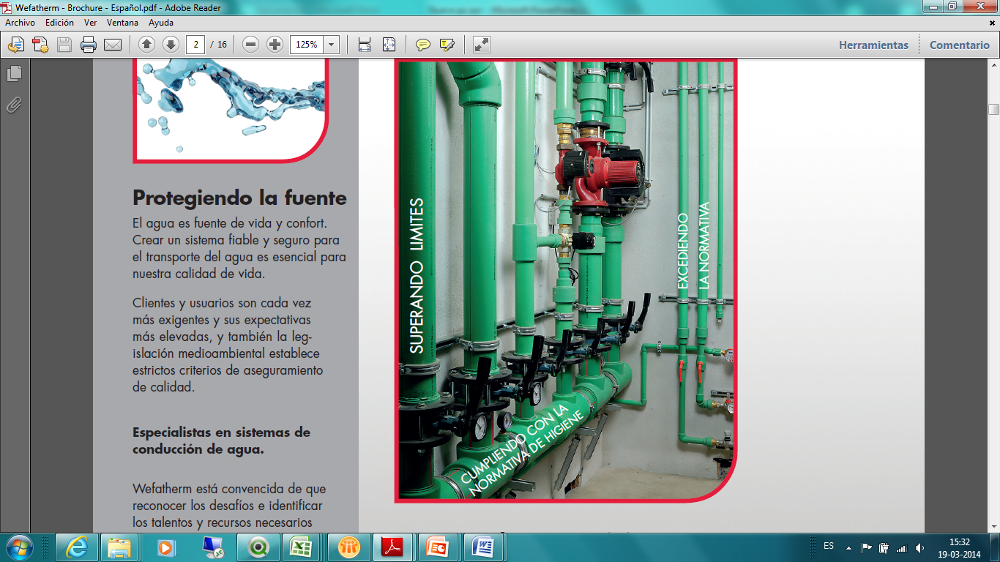 Wefatherm - Brochure - Español.pdf - Adobe Reader
Archivo Edición Ver Ventana Ayuda
2 / 16 125% Herramientas Comentario
Protegiendo la fuente
El agua es fuente de vida y confort.
Crear un sistema fiable y seguro para
el transporte del agua es esencial para
nuestra calidad de vida.
Clientes y usuarios son cada vez
más exigentes y sus expectativas
más elevadas, y también la leg-
islación medioambiental establece
estrictos criterios de aseguramiento
de calidad.
Especialistas en sistemas de
conducción de agua.
Wefatherm está convencida de que
reconocer los desafíos e identificar
los talentos y recursos necesarios
SUPERANDO LIMITES
CUMPLIENDO CON LA
NORMATIVA DE HIGIENE
EXCEDIENDO
LA NORMATIVA
ES
15:32
19-03-2014